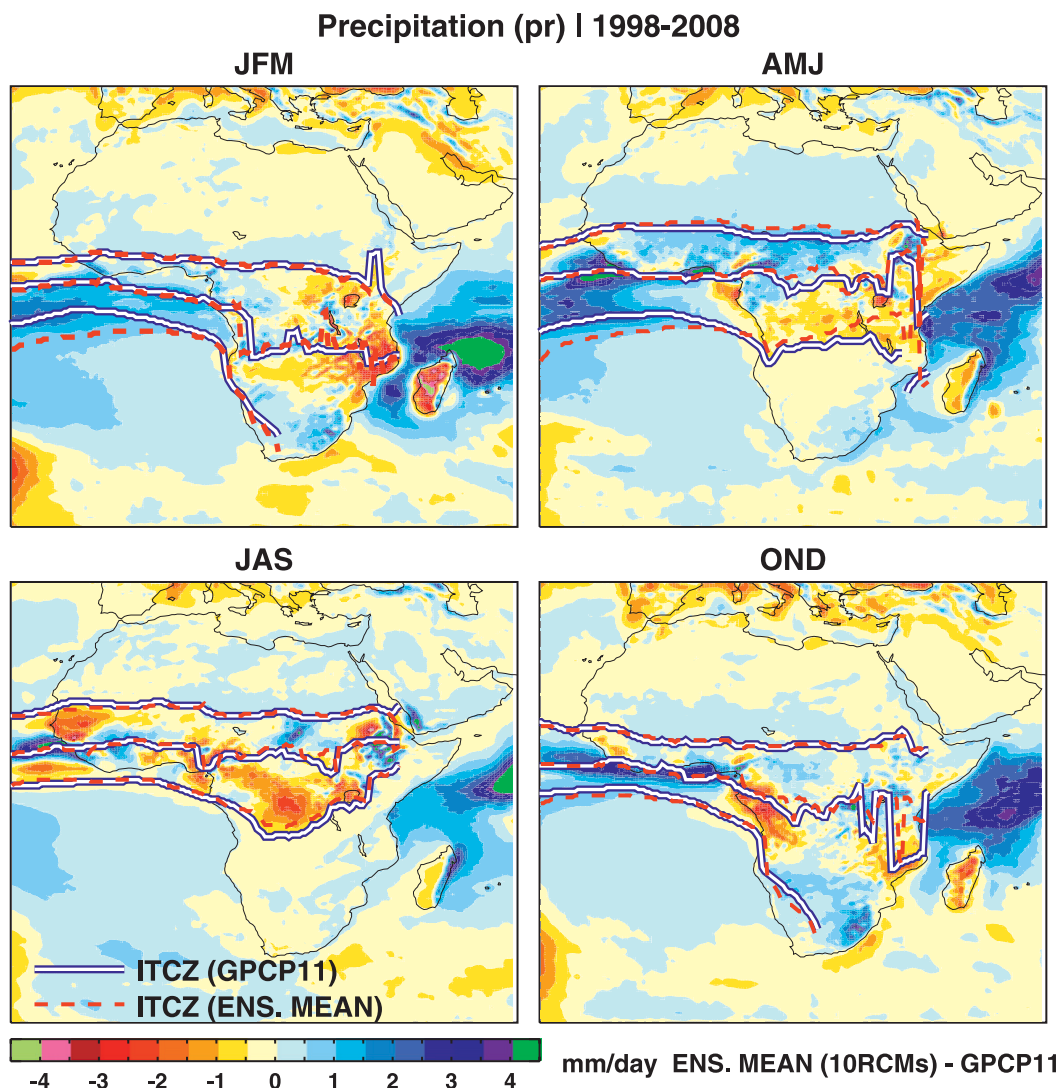 Precipitation (pr) | 1998-2008
JFM
AMJ
JAS
OND
ITCZ (GPCP11)
ITCZ (ENS. MEAN)
-4 -3 -2 -1 0 1 2 3 4
mm/day ENS. MEAN (10RCMs) - GPCP11